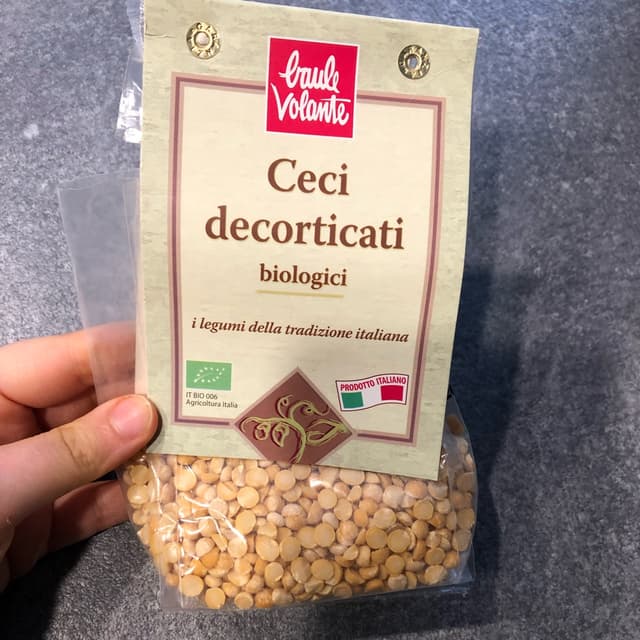 baule
volante
Ceci
decorticati
biologici
i legumi della tradizione italiana
IT BIO 006
Agricoltura Italia
PRODOTTO ITALIANO